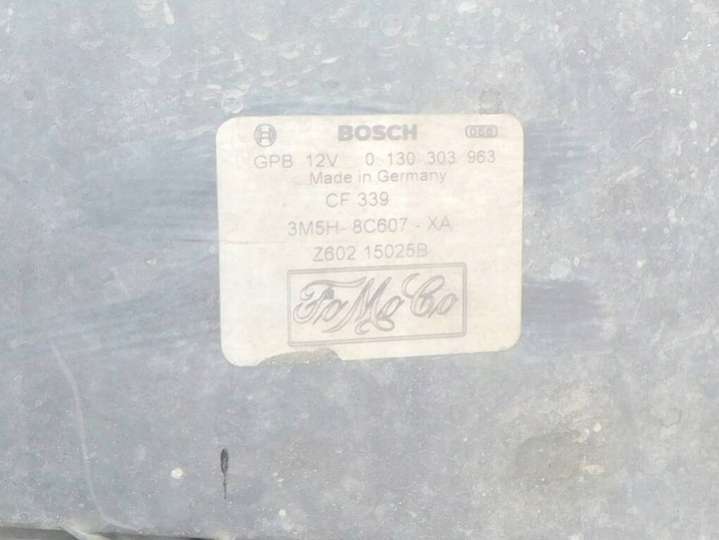 BOSCH
GPB 12V 0 130 303 963
Made in Germany
CF 339
3M5H- 8C607 - XA
Z602 15025B
FoMoCo